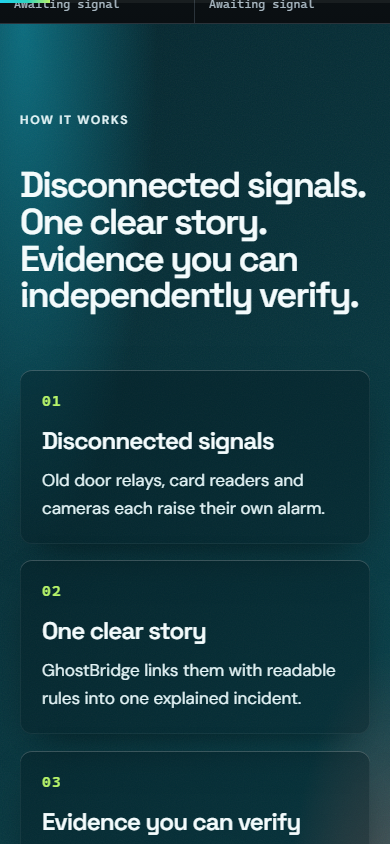 Awaiting signal
Awaiting signal
HOW IT WORKS
Disconnected signals.
One clear story.
Evidence you can
independently verify.
01
Disconnected signals
Old door relays, card readers and
cameras each raise their own alarm.
02
One clear story
GhostBridge links them with readable
rules into one explained incident.
03
Evidence you can verify